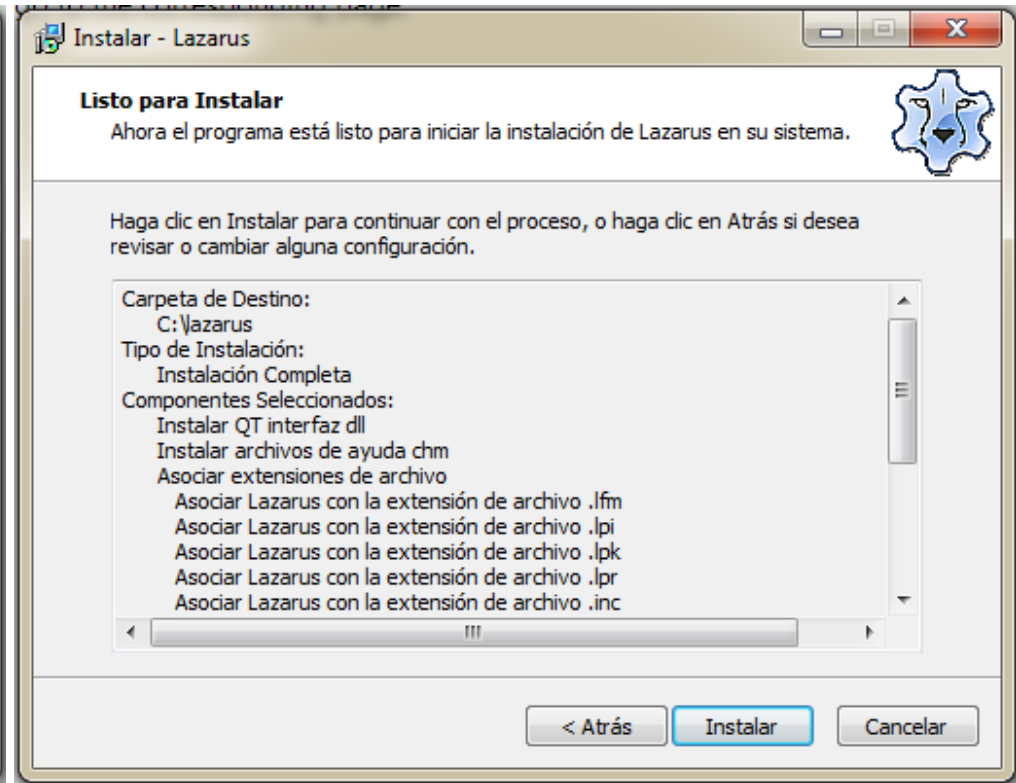 Instalar - Lazarus
Listo para Instalar
Ahora el programa está listo para iniciar la instalación de Lazarus en su sistema.
Haga clic en Instalar para continuar con el proceso, o haga clic en Atrás si desea
revisar o cambiar alguna configuración.
Carpeta de Destino:
C:\lazarus
Tipo de Instalación:
Instalación Completa
Componentes Seleccionados:
Instalar QT interfaz dll
Instalar archivos de ayuda chm
Asociar extensiones de archivo
Asociar Lazarus con la extensión de archivo .lfm
Asociar Lazarus con la extensión de archivo .lpi
Asociar Lazarus con la extensión de archivo .lpk
Asociar Lazarus con la extensión de archivo .lpr
Asociar Lazarus con la extensión de archivo .inc
< Atrás
Instalar
Cancelar